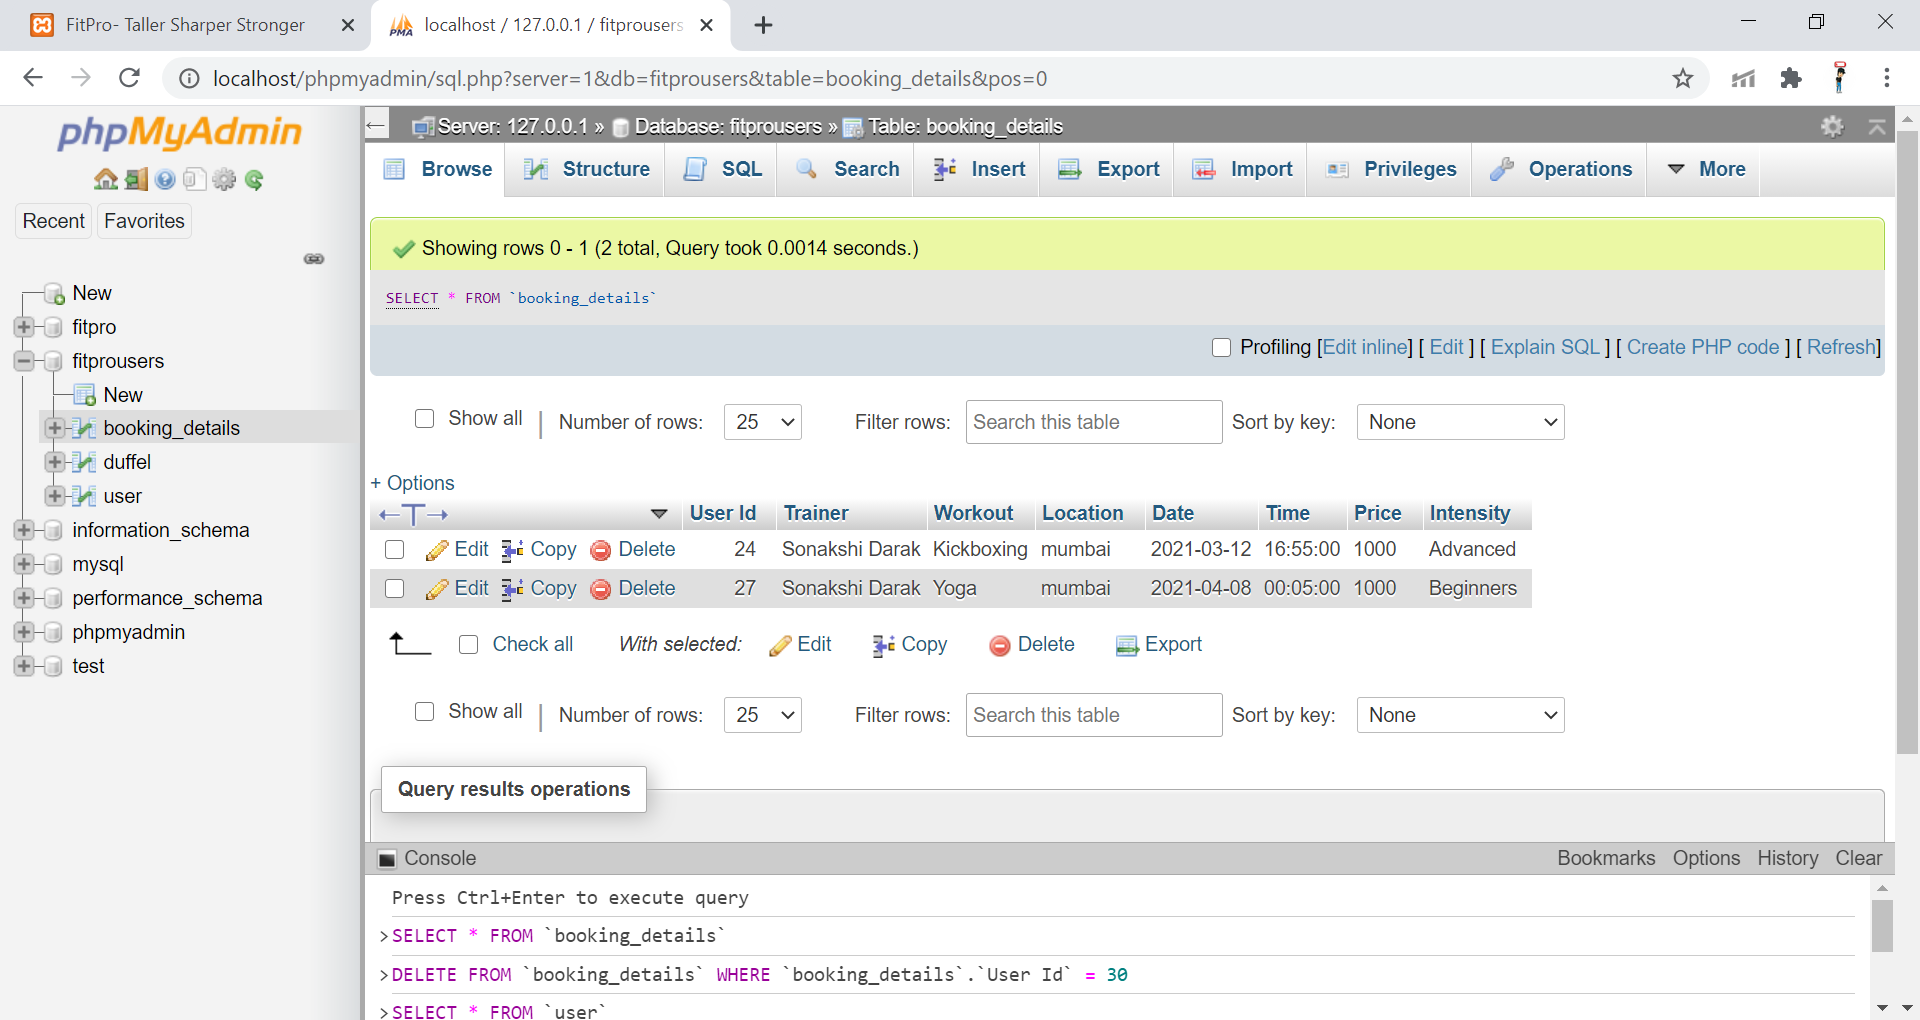 FitPro- Taller Sharper Stronger
localhost / 127.0.0.1 / fitprousers
localhost/phpmyadmin/sql.php?server=1&db=fitprousers&table=booking_details&pos=0
phpMyAdmin
Recent Favorites
New
fitpro
fitprousers
New
booking_details
duffel
user
information_schema
mysql
performance_schema
phpmyadmin
test
Server: 127.0.0.1 » Database: fitprousers » Table: booking_details
Browse Structure SQL Search Insert Export Import Privileges Operations More
Showing rows 0 - 1 (2 total, Query took 0.0014 seconds.)
SELECT * FROM `booking_details`
Profiling [Edit inline] [ Edit ] [ Explain SQL ] [ Create PHP code ] [ Refresh]
Show all | Number of rows: 25 Filter rows: Search this table Sort by key: None
+ Options
←T→ User Id Trainer Workout Location Date Time Price Intensity
Edit Copy Delete 24 Sonakshi Darak Kickboxing mumbai 2021-03-12 16:55:00 1000 Advanced
Edit Copy Delete 27 Sonakshi Darak Yoga mumbai 2021-04-08 00:05:00 1000 Beginners
Check all With selected: Edit Copy Delete Export
Show all | Number of rows: 25 Filter rows: Search this table Sort by key: None
Query results operations
Console Bookmarks Options History Clear
Press Ctrl+Enter to execute query
>SELECT * FROM `booking_details`
>DELETE FROM `booking_details` WHERE `booking_details`.`User Id` = 30
>SELECT * FROM `user`